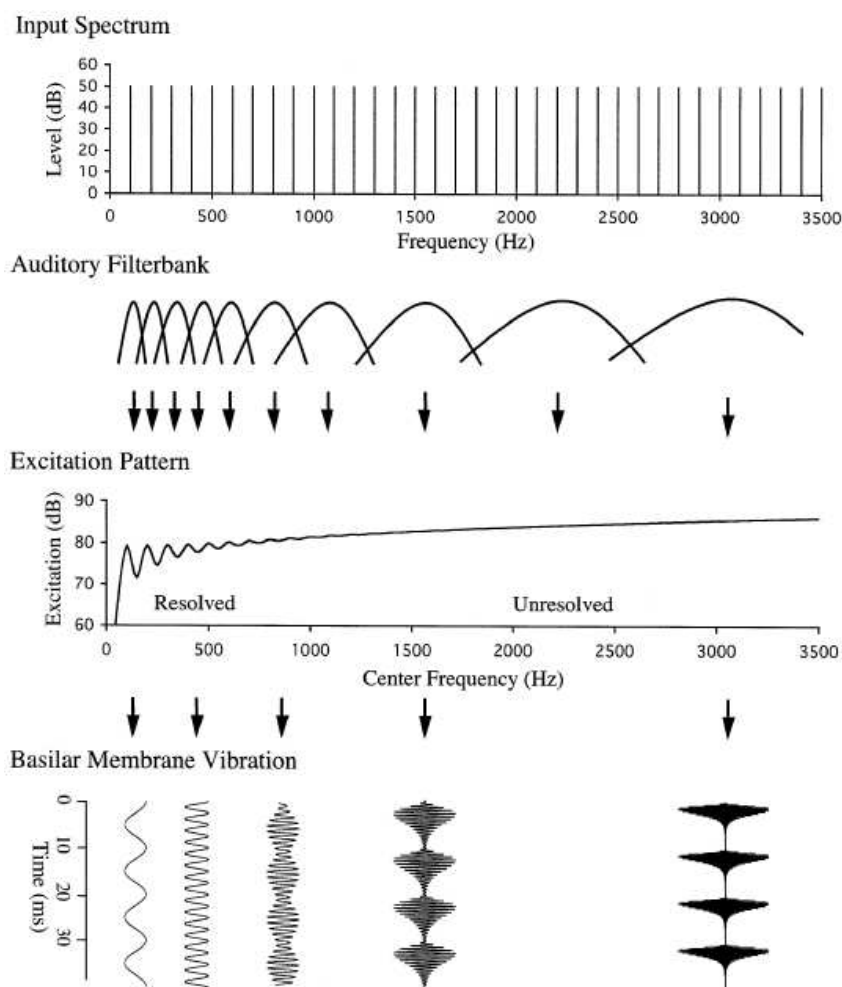 Input Spectrum
Level (dB)
60
50
40
30
20
10
0
0 500 1000 1500 2000 2500 3000 3500
Frequency (Hz)
Auditory Filterbank
Excitation Pattern
Excitation (dB)
90
80
70
60
Resolved Unresolved
0 500 1000 1500 2000 2500 3000 3500
Center Frequency (Hz)
Basilar Membrane Vibration
0
10
20
30
Time (ms)